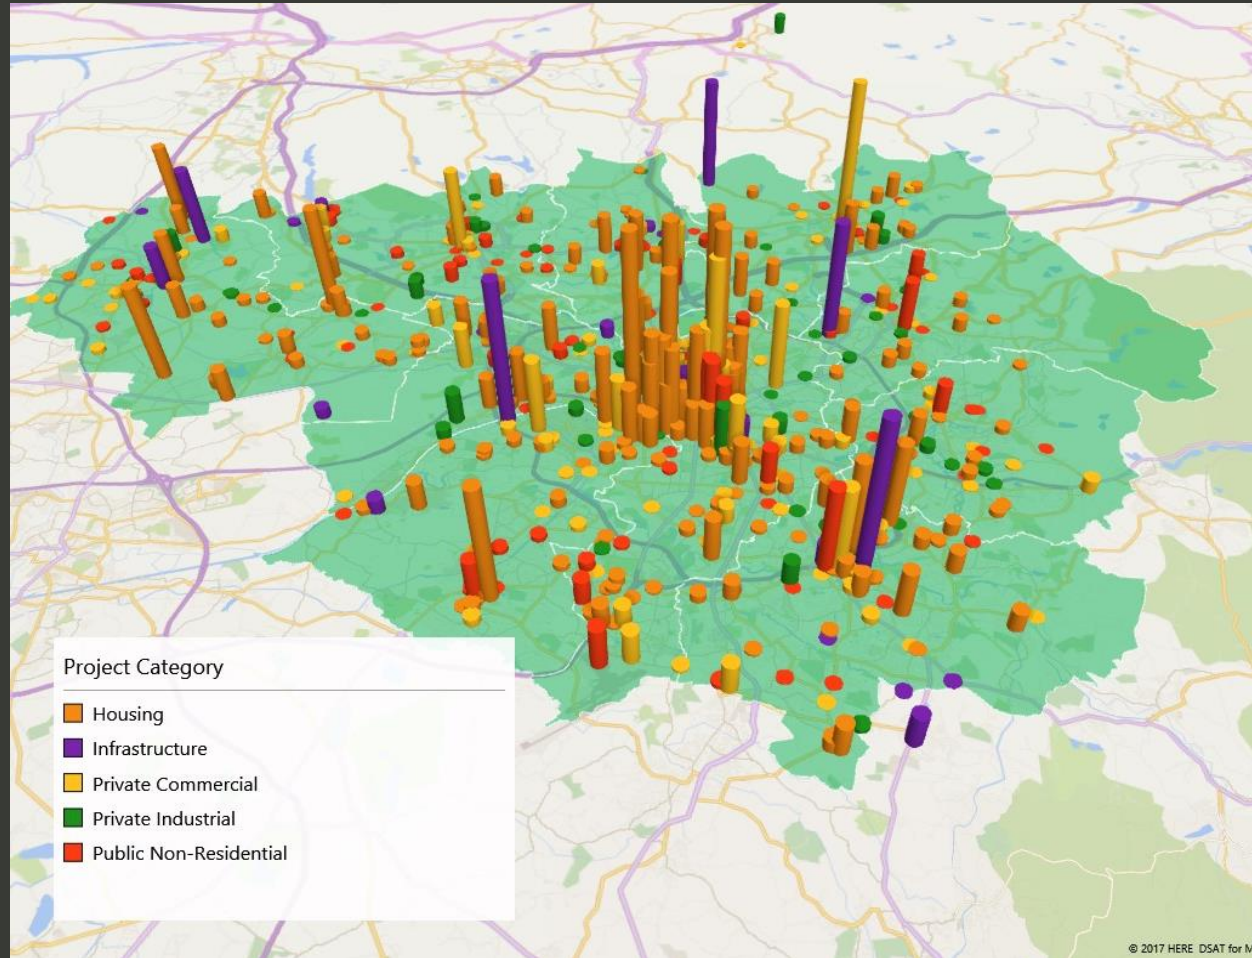 Project Category
Housing
Infrastructure
Private Commercial
Private Industrial
Public Non-Residential
© 2017 HERE DSAT for M